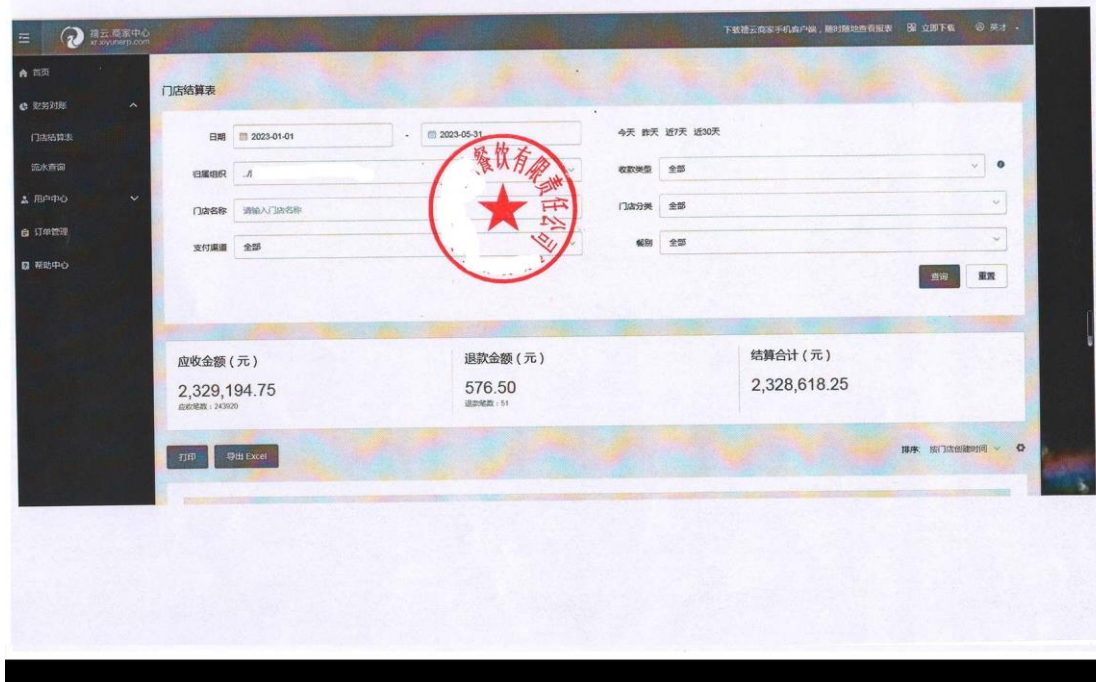 禧云.商家中心
xr.xiyunerp.com
下载禧云商家手机客户端，随时随地查看报表 立即下载 英才
首页
财务对账
门店结算表
流水查询
用户中心
订单管理
帮助中心
门店结算表
日期 2023-01-01 - 2023-05-31 今天 昨天 近7天 近30天
归属组织 ../ 收款类型 全部
门店名称 请输入门店名称 门店分类 全部
支付渠道 全部 餐别 全部
餐饮有限责任公司
查询 重置
应收金额（元） 退款金额（元） 结算合计（元）
2,329,194.75 576.50 2,328,618.25
应收笔数：243920 退款笔数：51
打印 导出 Excel 排序 按门店创建时间